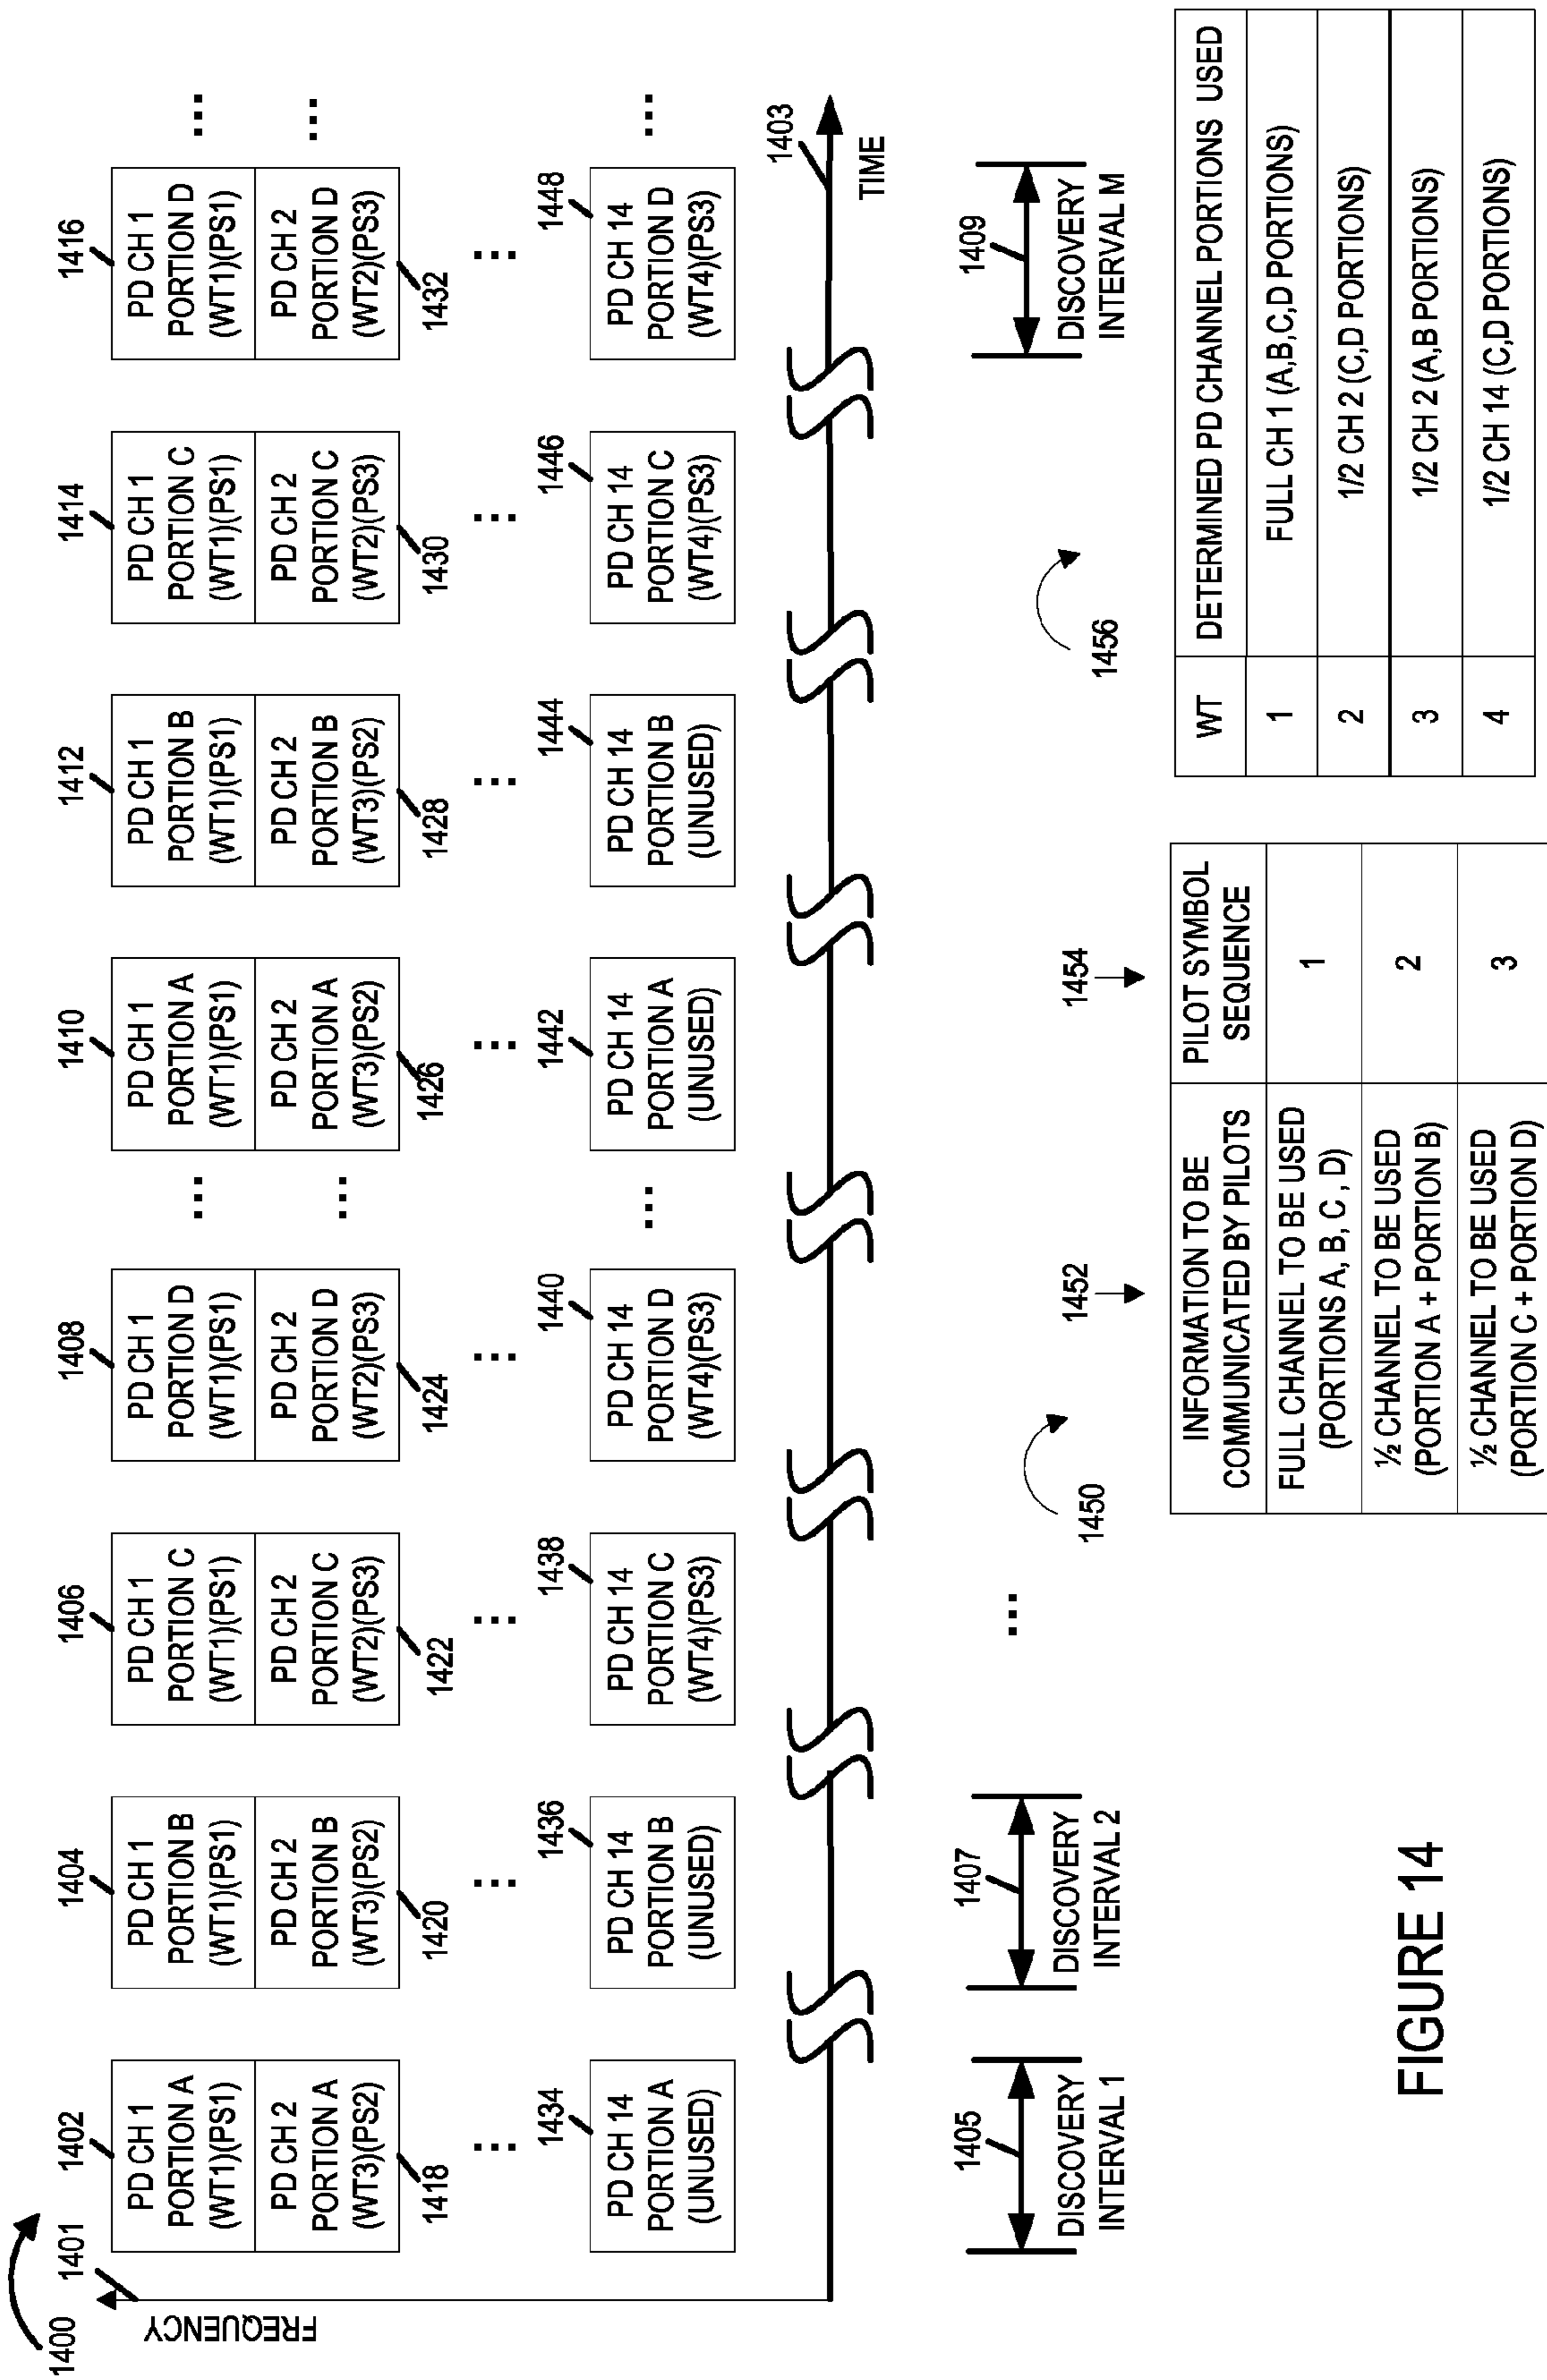 1400
1401
FREQUENCY
1402
1404
1406
1408
1410
1412
1414
1416
PD CH 1
PORTION A
(WT1)(PS1)
PD CH 1
PORTION B
(WT1)(PS1)
PD CH 1
PORTION C
(WT1)(PS1)
PD CH 1
PORTION D
(WT1)(PS1)
...
PD CH 1
PORTION A
(WT1)(PS1)
PD CH 1
PORTION B
(WT1)(PS1)
PD CH 1
PORTION C
(WT1)(PS1)
PD CH 1
PORTION D
(WT1)(PS1)
...
PD CH 2
PORTION A
(WT3)(PS2)
PD CH 2
PORTION B
(WT3)(PS2)
PD CH 2
PORTION C
(WT2)(PS3)
PD CH 2
PORTION D
(WT2)(PS3)
...
PD CH 2
PORTION A
(WT3)(PS2)
PD CH 2
PORTION B
(WT3)(PS2)
PD CH 2
PORTION C
(WT2)(PS3)
PD CH 2
PORTION D
(WT2)(PS3)
...
1418
1420
1422
1424
1426
1428
1430
1432
... ... ... ... ... ... ... ...
1434
1436
1438
1440
1442
1444
1446
1448
PD CH 14
PORTION A
(UNUSED)
PD CH 14
PORTION B
(UNUSED)
PD CH 14
PORTION C
(WT4)(PS3)
PD CH 14
PORTION D
(WT4)(PS3)
...
PD CH 14
PORTION A
(UNUSED)
PD CH 14
PORTION B
(UNUSED)
PD CH 14
PORTION C
(WT4)(PS3)
PD CH 14
PORTION D
(WT4)(PS3)
...
1403
TIME
1405
DISCOVERY
INTERVAL 1
1407
DISCOVERY
INTERVAL 2
...
1409
DISCOVERY
INTERVAL M
1450
1452
1454
INFORMATION TO BE
COMMUNICATED BY PILOTS
PILOT SYMBOL
SEQUENCE
FULL CHANNEL TO BE USED
(PORTIONS A, B, C , D)
1
½ CHANNEL TO BE USED
(PORTION A + PORTION B)
2
½ CHANNEL TO BE USED
(PORTION C + PORTION D)
3
1456
WT DETERMINED PD CHANNEL PORTIONS USED
1 FULL CH 1 (A,B,C,D PORTIONS)
2 1/2 CH 2 (C,D PORTIONS)
3 1/2 CH 2 (A,B PORTIONS)
4 1/2 CH 14 (C,D PORTIONS)
FIGURE 14